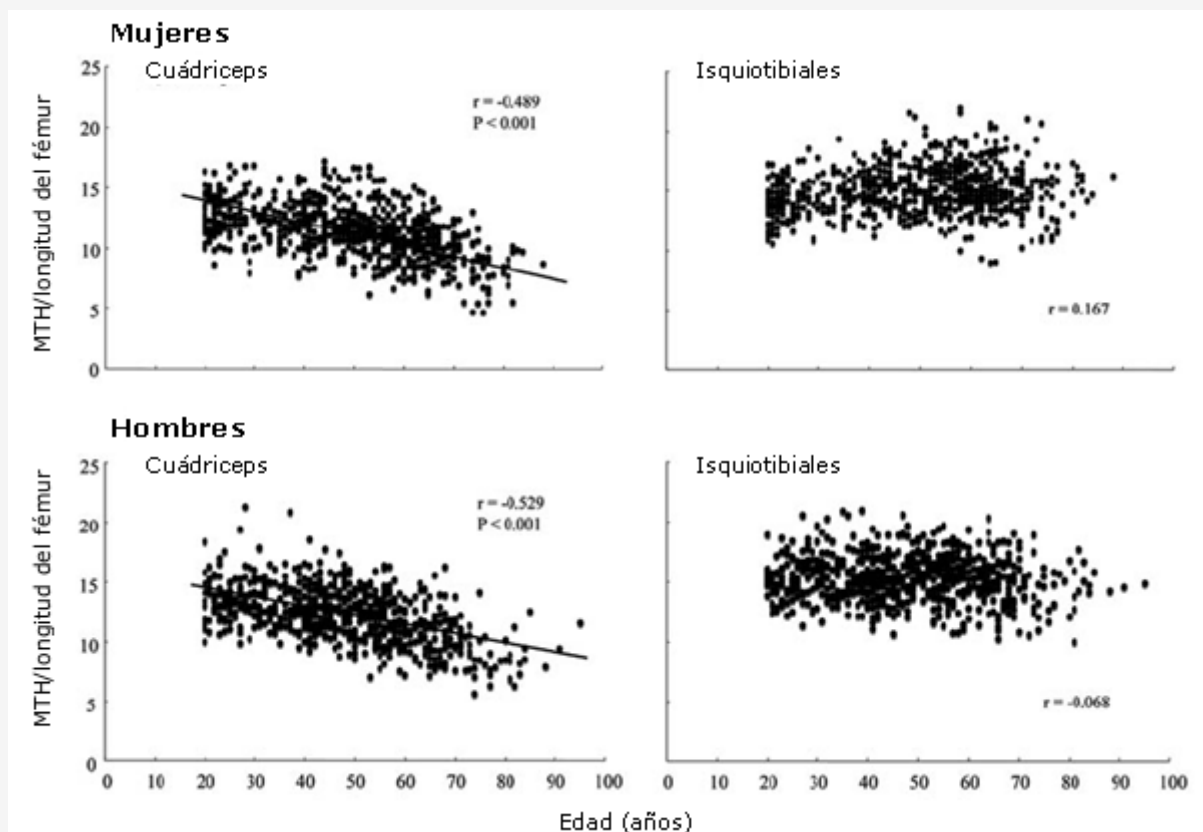 Mujeres
Cuádriceps
Isquiotibiales
MTH/longitud del fémur
25
20
15
10
5
0
r = -0.489
P < 0.001
r = 0.167
Hombres
Cuádriceps
Isquiotibiales
MTH/longitud del fémur
25
20
15
10
5
0
r = -0.529
P < 0.001
r = -0.068
0 10 20 30 40 50 60 70 80 90 100
0 10 20 30 40 50 60 70 80 90 100
Edad (años)